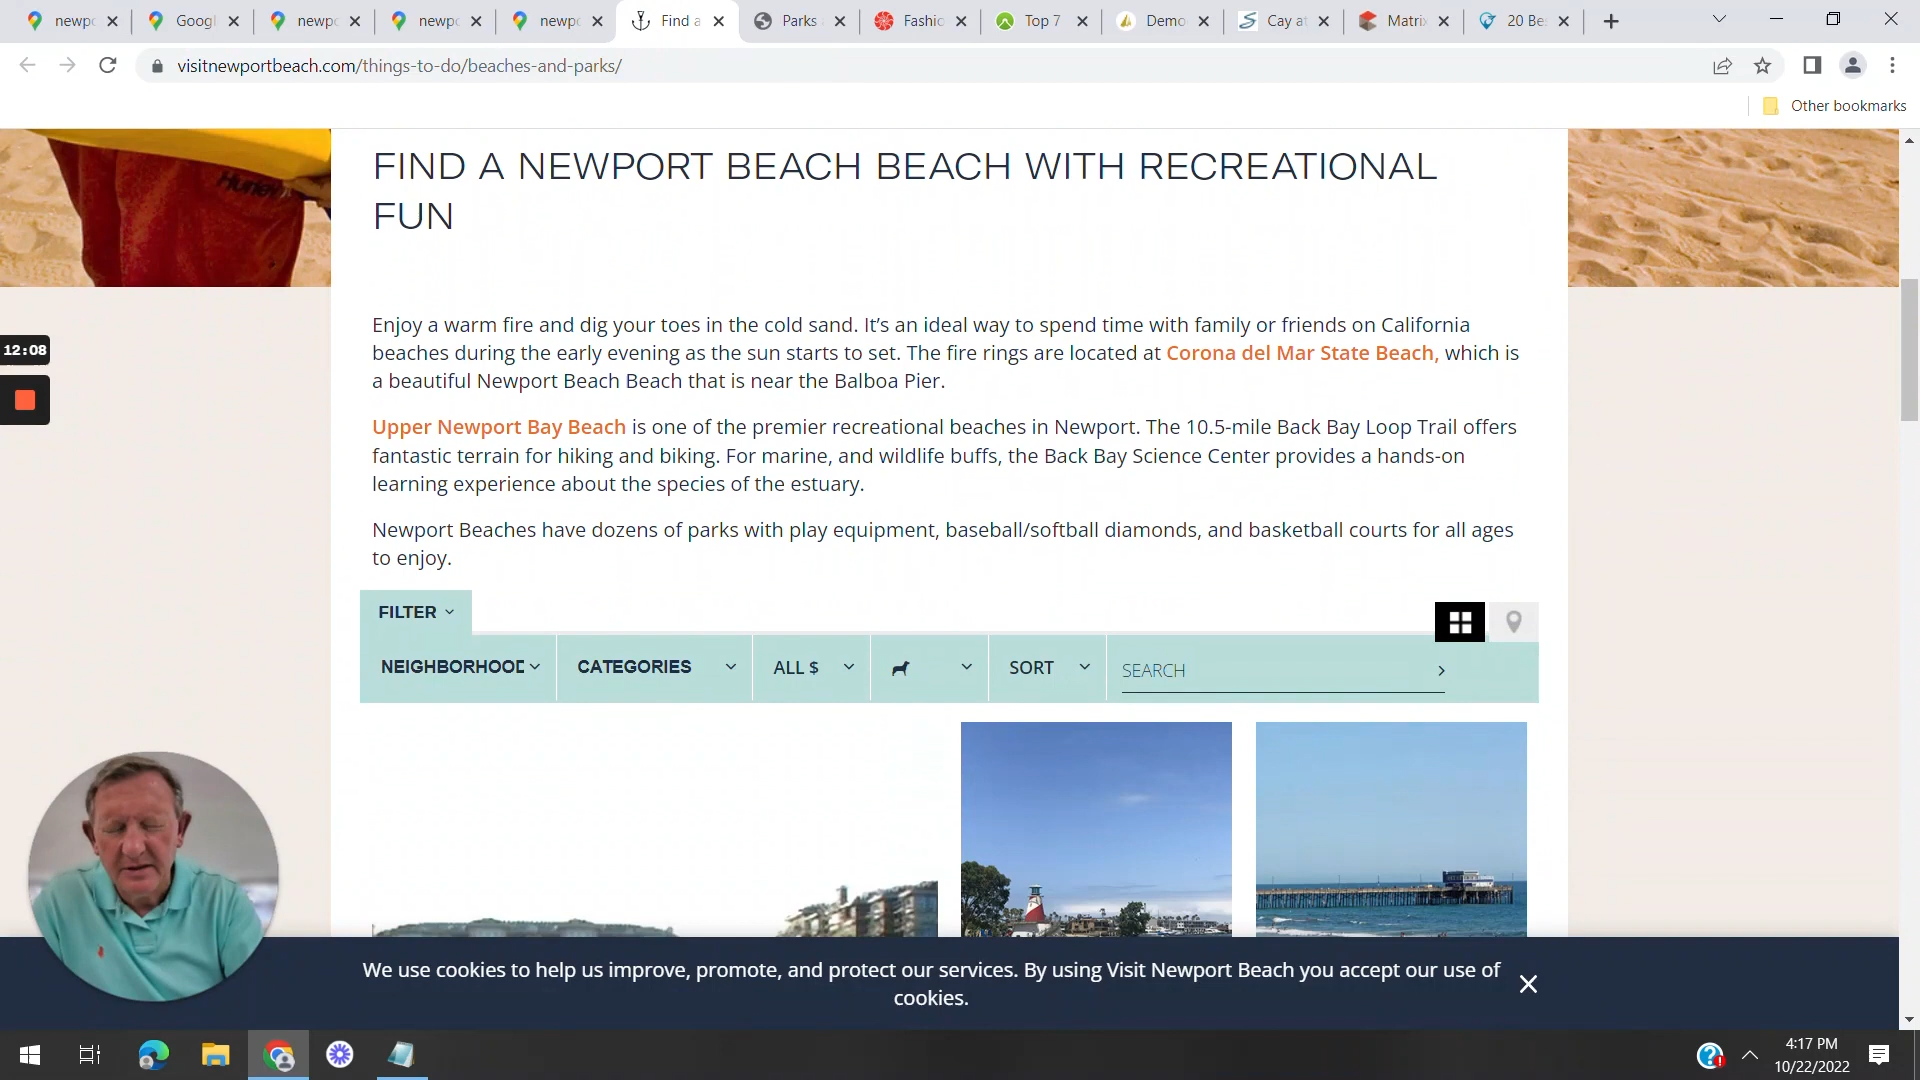 newpo
Googl
newpo
newpo
newpo
Find a
Parks
Fashio
Top 7
Demo
Cay at
Matrix
20 Be
visitnewportbeach.com/things-to-do/beaches-and-parks/
Other bookmarks
FIND A NEWPORT BEACH BEACH WITH RECREATIONAL
FUN
12:08
Enjoy a warm fire and dig your toes in the cold sand. It's an ideal way to spend time with family or friends on California
beaches during the early evening as the sun starts to set. The fire rings are located at Corona del Mar State Beach, which is
a beautiful Newport Beach Beach that is near the Balboa Pier.
Upper Newport Bay Beach is one of the premier recreational beaches in Newport. The 10.5-mile Back Bay Loop Trail offers
fantastic terrain for hiking and biking. For marine, and wildlife buffs, the Back Bay Science Center provides a hands-on
learning experience about the species of the estuary.
Newport Beaches have dozens of parks with play equipment, baseball/softball diamonds, and basketball courts for all ages
to enjoy.
FILTER
NEIGHBORHOOD CATEGORIES ALL $ SORT SEARCH
We use cookies to help us improve, promote, and protect our services. By using Visit Newport Beach you accept our use of
cookies.
4:17 PM
10/22/2022